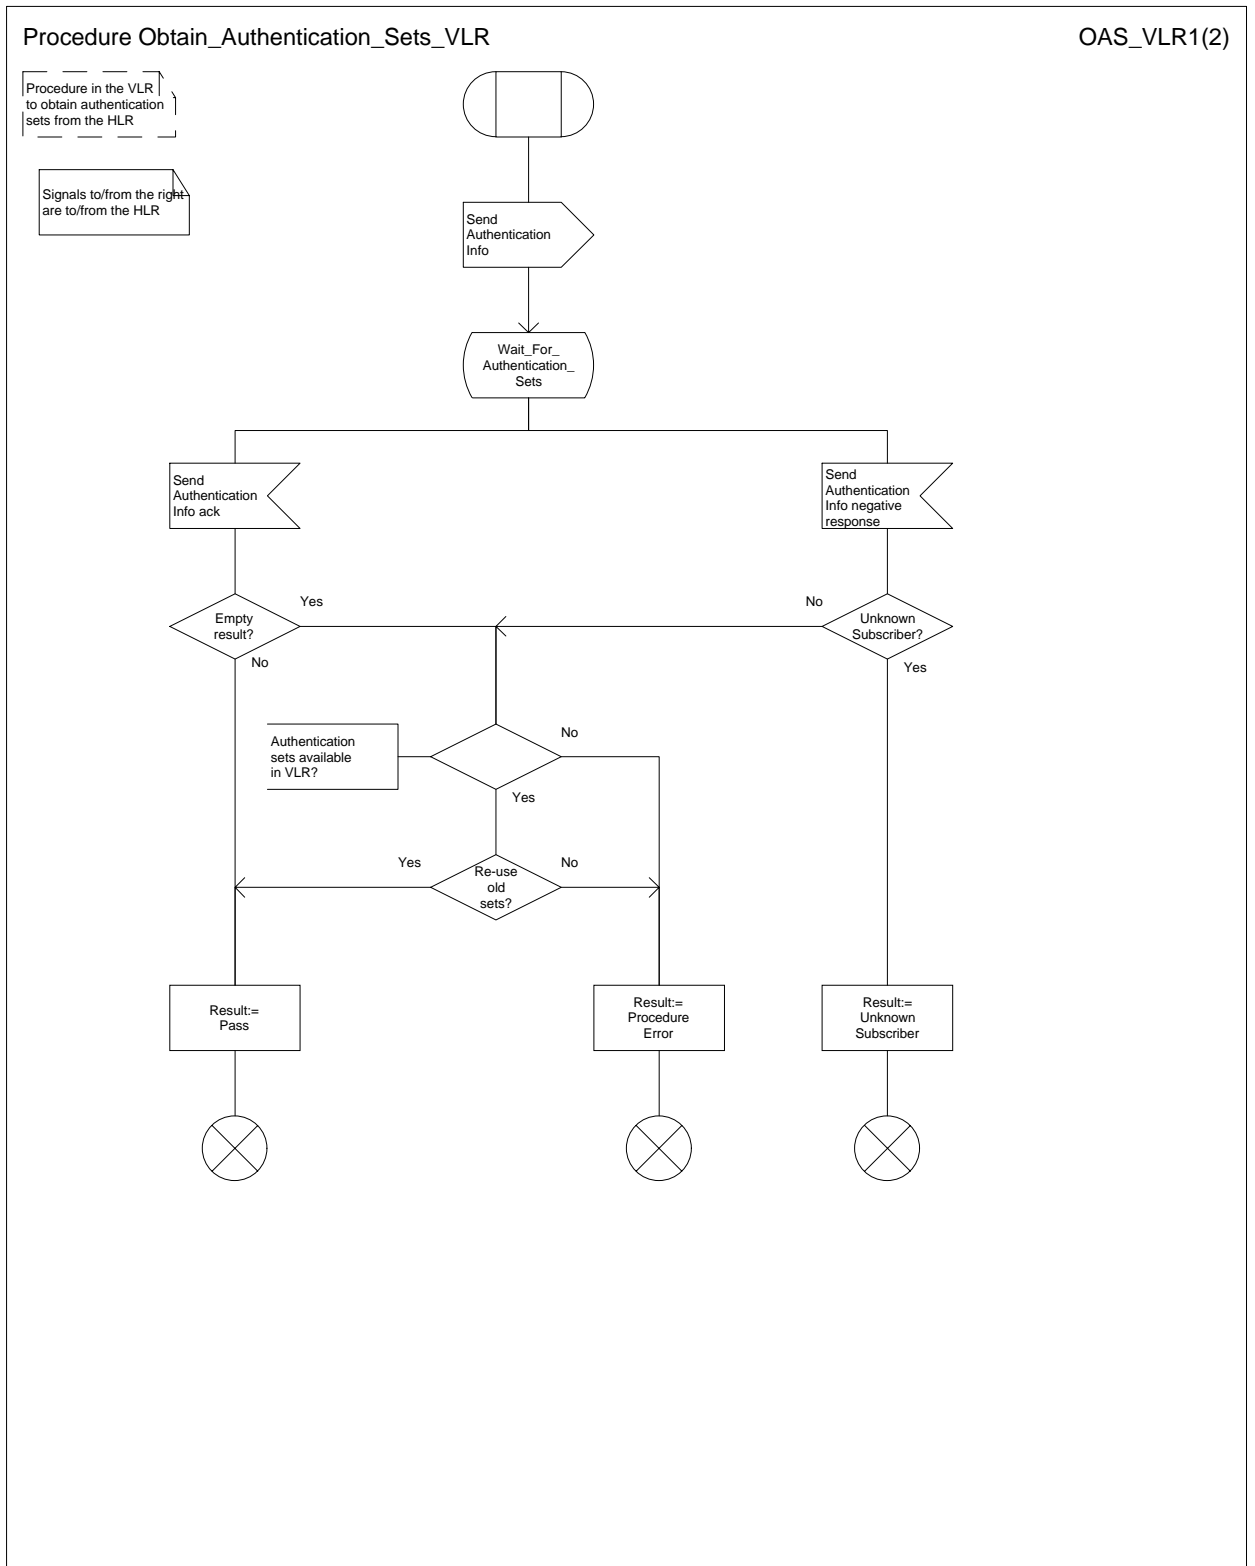 Procedure Obtain_Authentication_Sets_VLR
OAS_VLR1(2)
Procedure in the VLR
to obtain authentication
sets from the HLR
Signals to/from the right
are to/from the HLR
Send
Authentication
Info
Wait_For_
Authentication_
Sets
Send
Authentication
Info ack
Send
Authentication
Info negative
response
Empty
result?
Yes
No
No
Unknown
Subscriber?
Yes
Authentication
sets available
in VLR?
No
Yes
Yes
Re-use
old
sets?
No
Result:=
Pass
Result:=
Procedure
Error
Result:=
Unknown
Subscriber